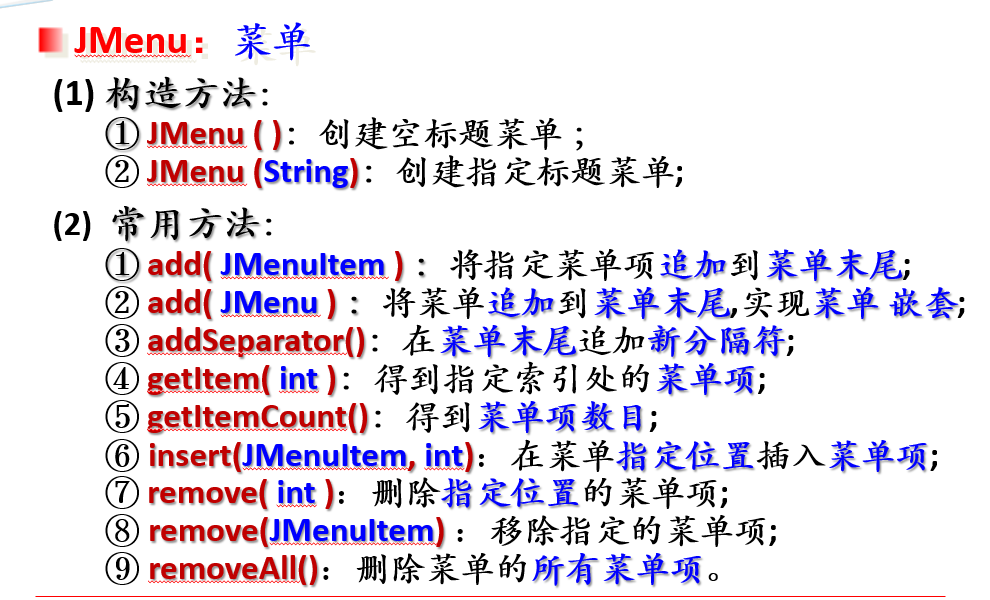 JMenu： 菜单
(1) 构造方法：
① JMenu ( )：创建空标题菜单；
② JMenu (String)：创建指定标题菜单;
(2) 常用方法：
① add( JMenuItem )：将指定菜单项追加到菜单末尾;
② add( JMenu )：将菜单追加到菜单末尾,实现菜单 嵌套;
③ addSeparator()：在菜单末尾追加新分隔符;
④ getItem( int )：得到指定索引处的菜单项;
⑤ getItemCount()：得到菜单项数目;
⑥ insert(JMenuItem, int)：在菜单指定位置插入菜单项;
⑦ remove( int )：删除指定位置的菜单项;
⑧ remove(JMenuItem)：移除指定的菜单项;
⑨ removeAll()：删除菜单的所有菜单项。